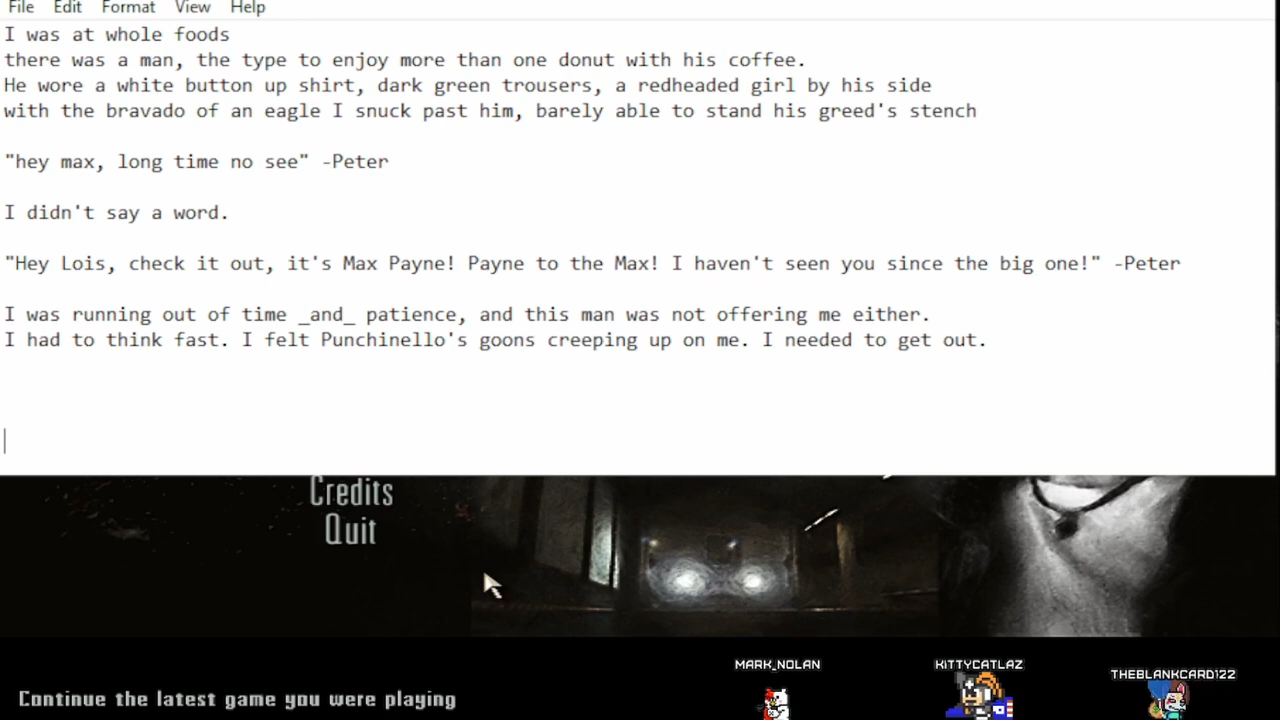 File Edit Format View Help
I was at whole foods
there was a man, the type to enjoy more than one donut with his coffee.
He wore a white button up shirt, dark green trousers, a redheaded girl by his side
with the bravado of an eagle I snuck past him, barely able to stand his greed's stench
"hey max, long time no see" -Peter
I didn't say a word.
"Hey Lois, check it out, it's Max Payne! Payne to the Max! I haven't seen you since the big one!" -Peter
I was running out of time _and_ patience, and this man was not offering me either.
I had to think fast. I felt Punchinello's goons creeping up on me. I needed to get out.
Credits
Quit
MARK_NOLAN
KITTYCATLAZ
THEBLANKCARD122
Continue the latest game you were playing